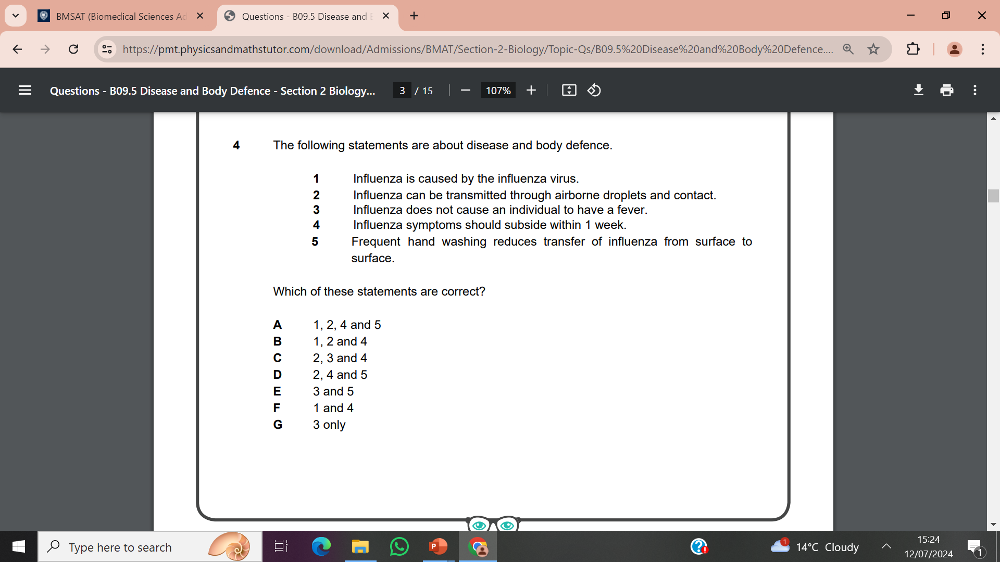 BMSAT (Biomedical Sciences Ad
Questions - B09.5 Disease and B
https://pmt.physicsandmathstutor.com/download/Admissions/BMAT/Section-2-Biology/Topic-Qs/B09.5%20Disease%20and%20Body%20Defence....
Questions - B09.5 Disease and Body Defence - Section 2 Biology...
3 / 15
107%
4 The following statements are about disease and body defence.
1 Influenza is caused by the influenza virus.
2 Influenza can be transmitted through airborne droplets and contact.
3 Influenza does not cause an individual to have a fever.
4 Influenza symptoms should subside within 1 week.
5 Frequent hand washing reduces transfer of influenza from surface to
surface.
Which of these statements are correct?
A 1, 2, 4 and 5
B 1, 2 and 4
C 2, 3 and 4
D 2, 4 and 5
E 3 and 5
F 1 and 4
G 3 only
Type here to search
P
1
14°C Cloudy
15:24
12/07/2024
1